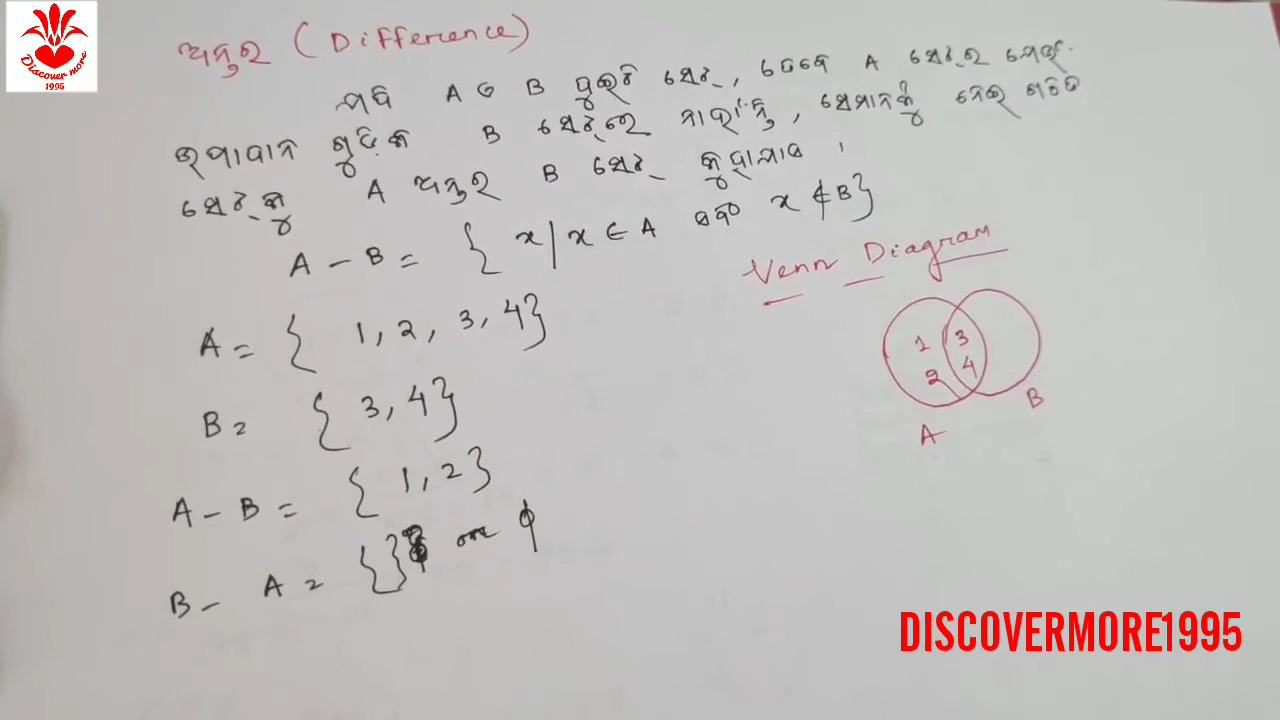 Discover more
1995
ଅନ୍ତର (Difference)
ଯଦି A ଓ B ଦୁଇଟି ସେଟ୍, ତେବେ A ସେଟ୍‌ର ଯେଉଁ
ଉପାଦାନ ଗୁଡ଼ିକ B ସେଟ୍‌ରେ ନାହାଁନ୍ତି, ସେମାନଙ୍କୁ ନେଇ ଗଠିତ
ସେଟ୍‌କୁ A ଅନ୍ତର B ସେଟ୍ କୁହାଯାଏ ।
A - B = { x | x ∈ A ଏବଂ x ∉ B}
Venn Diagram
A = { 1, 2, 3, 4}
1 3
2 4
B = { 3, 4}
B
A
A - B = { 1, 2}
B - A = {} or ϕ
DISCOVERMORE1995